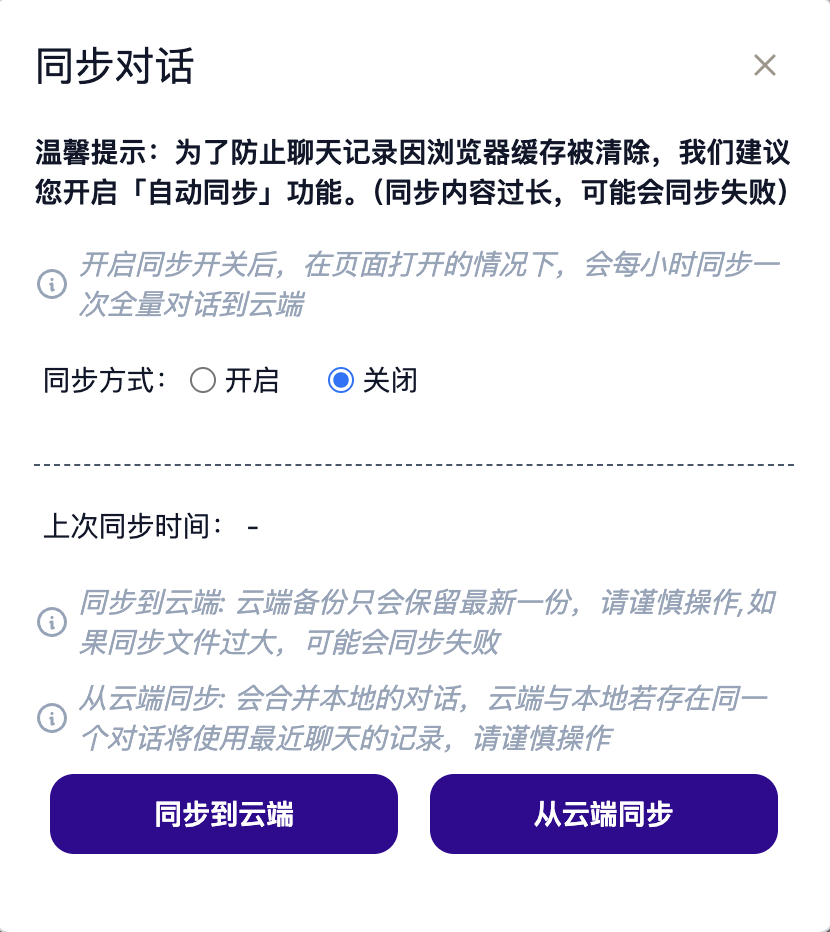 同步对话
温馨提示：为了防止聊天记录因浏览器缓存被清除，我们建议
您开启「自动同步」功能。（同步内容过长，可能会同步失败）
开启同步开关后，在页面打开的情况下，会每小时同步一
次全量对话到云端
同步方式： 开启 关闭
上次同步时间： -
同步到云端: 云端备份只会保留最新一份，请谨慎操作,如
果同步文件过大，可能会同步失败
从云端同步: 会合并本地的对话，云端与本地若存在同一
个对话将使用最近聊天的记录，请谨慎操作
同步到云端 从云端同步